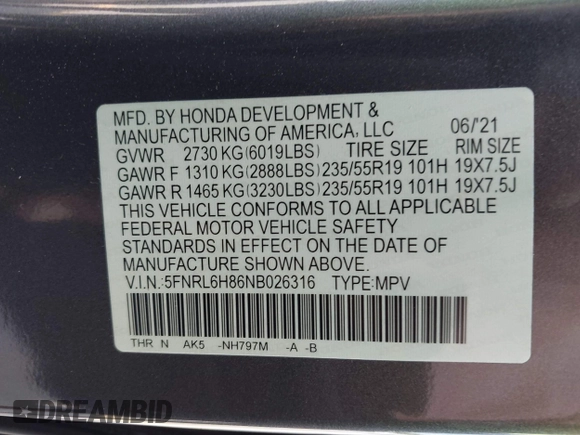 MFD. BY HONDA DEVELOPMENT &
MANUFACTURING OF AMERICA, LLC 06/'21
GVWR 2730 KG(6019LBS) TIRE SIZE RIM SIZE
GAWR F 1310 KG(2888LBS)235/55R19 101H 19X7.5J
GAWR R 1465 KG(3230LBS)235/55R19 101H 19X7.5J
THIS VEHICLE CONFORMS TO ALL APPLICABLE
FEDERAL MOTOR VEHICLE SAFETY
STANDARDS IN EFFECT ON THE DATE OF
MANUFACTURE SHOWN ABOVE.
V.I.N.:5FNRL6H86NB026316 TYPE:MPV
THR N AK5 -NH797M -A -B
DREAMBID